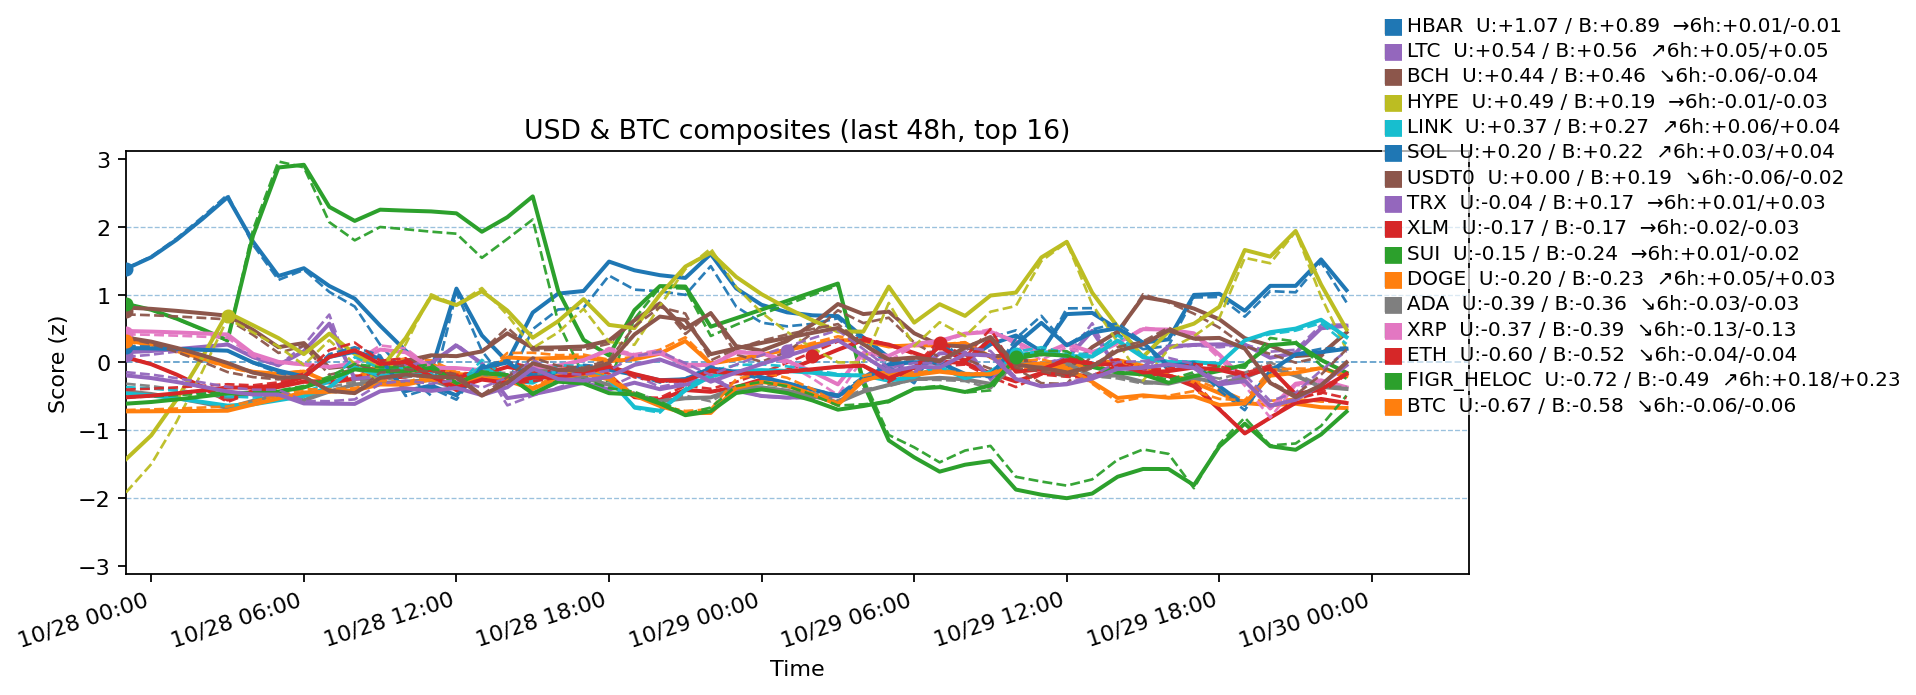 HBAR  U:+1.07 / B:+0.89  →6h:+0.01/-0.01
LTC  U:+0.54 / B:+0.56  ↗6h:+0.05/+0.05
BCH  U:+0.44 / B:+0.46  ↘6h:-0.06/-0.04
HYPE  U:+0.49 / B:+0.19  →6h:-0.01/-0.03
LINK  U:+0.37 / B:+0.27  ↗6h:+0.06/+0.04
SOL  U:+0.20 / B:+0.22  ↗6h:+0.03/+0.04
USDT0  U:+0.00 / B:+0.19  ↘6h:-0.06/-0.02
TRX  U:-0.04 / B:+0.17  →6h:+0.01/+0.03
XLM  U:-0.17 / B:-0.17  →6h:-0.02/-0.03
SUI  U:-0.15 / B:-0.24  →6h:+0.01/-0.02
DOGE  U:-0.20 / B:-0.23  ↗6h:+0.05/+0.03
ADA  U:-0.39 / B:-0.36  ↘6h:-0.03/-0.03
XRP  U:-0.37 / B:-0.39  ↘6h:-0.13/-0.13
ETH  U:-0.60 / B:-0.52  ↘6h:-0.04/-0.04
FIGR_HELOC  U:-0.72 / B:-0.49  ↗6h:+0.18/+0.23
BTC  U:-0.67 / B:-0.58  ↘6h:-0.06/-0.06
USD & BTC composites (last 48h, top 16)
Score (z)
3
2
1
0
−1
−2
−3
10/28 00:00
10/28 06:00
10/28 12:00
10/28 18:00
10/29 00:00
10/29 06:00
10/29 12:00
10/29 18:00
10/30 00:00
Time